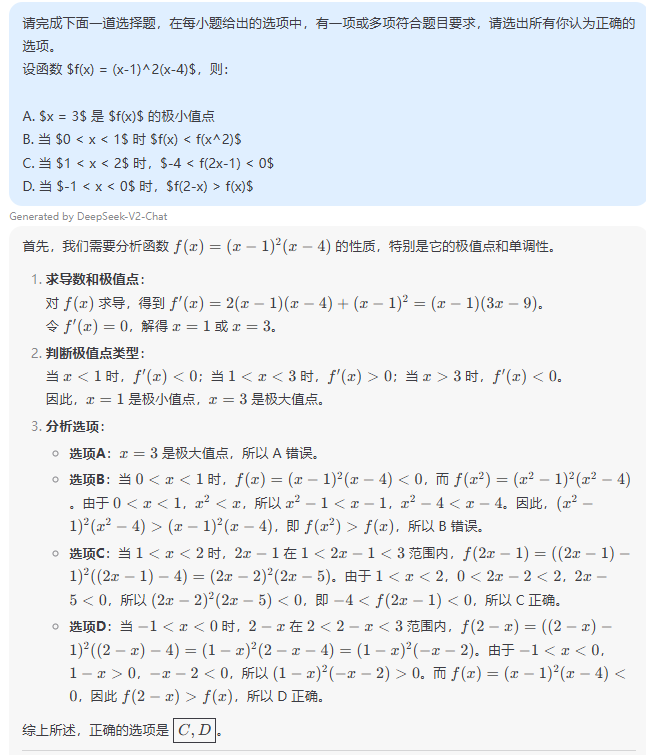 请完成下面一道选择题，在每小题给出的选项中，有一项或多项符合题目要求，请选出所有你认为正确的
选项。
设函数 $f(x) = (x-1)^2(x-4)$，则：
A. $x = 3$ 是 $f(x)$ 的极小值点
B. 当 $0 < x < 1$ 时 $f(x) < f(x^2)$
C. 当 $1 < x < 2$ 时，$-4 < f(2x-1) < 0$
D. 当 $-1 < x < 0$ 时，$f(2-x) > f(x)$
Generated by DeepSeek-V2-Chat
首先，我们需要分析函数 f(x) = (x − 1)²(x − 4) 的性质，特别是它的极值点和单调性。
1. 求导数和极值点：
对 f(x) 求导，得到 f′(x) = 2(x − 1)(x − 4) + (x − 1)² = (x − 1)(3x − 9)。
令 f′(x) = 0，解得 x = 1 或 x = 3。
2. 判断极值点类型：
当 x < 1 时，f′(x) < 0；当 1 < x < 3 时，f′(x) > 0；当 x > 3 时，f′(x) < 0。
因此，x = 1 是极小值点，x = 3 是极大值点。
3. 分析选项：
○ 选项A：x = 3 是极大值点，所以 A 错误。
○ 选项B：当 0 < x < 1 时，f(x) = (x − 1)²(x − 4) < 0，而 f(x²) = (x² − 1)²(x² − 4)
。由于 0 < x < 1，x² < x，所以 x² − 1 < x − 1，x² − 4 < x − 4。因此，(x² −
1)²(x² − 4) > (x − 1)²(x − 4)，即 f(x²) > f(x)，所以 B 错误。
○ 选项C：当 1 < x < 2 时，2x − 1 在 1 < 2x − 1 < 3 范围内，f(2x − 1) = ((2x − 1) −
1)²((2x − 1) − 4) = (2x − 2)²(2x − 5)。由于 1 < x < 2，0 < 2x − 2 < 2，2x −
5 < 0，所以 (2x − 2)²(2x − 5) < 0，即 −4 < f(2x − 1) < 0，所以 C 正确。
○ 选项D：当 −1 < x < 0 时，2 − x 在 2 < 2 − x < 3 范围内，f(2 − x) = ((2 − x) −
1)²((2 − x) − 4) = (1 − x)²(2 − x − 4) = (1 − x)²(−x − 2)。由于 −1 < x < 0，
1 − x > 0，−x − 2 < 0，所以 (1 − x)²(−x − 2) > 0。而 f(x) = (x − 1)²(x − 4) <
0，因此 f(2 − x) > f(x)，所以 D 正确。
综上所述，正确的选项是 C, D。